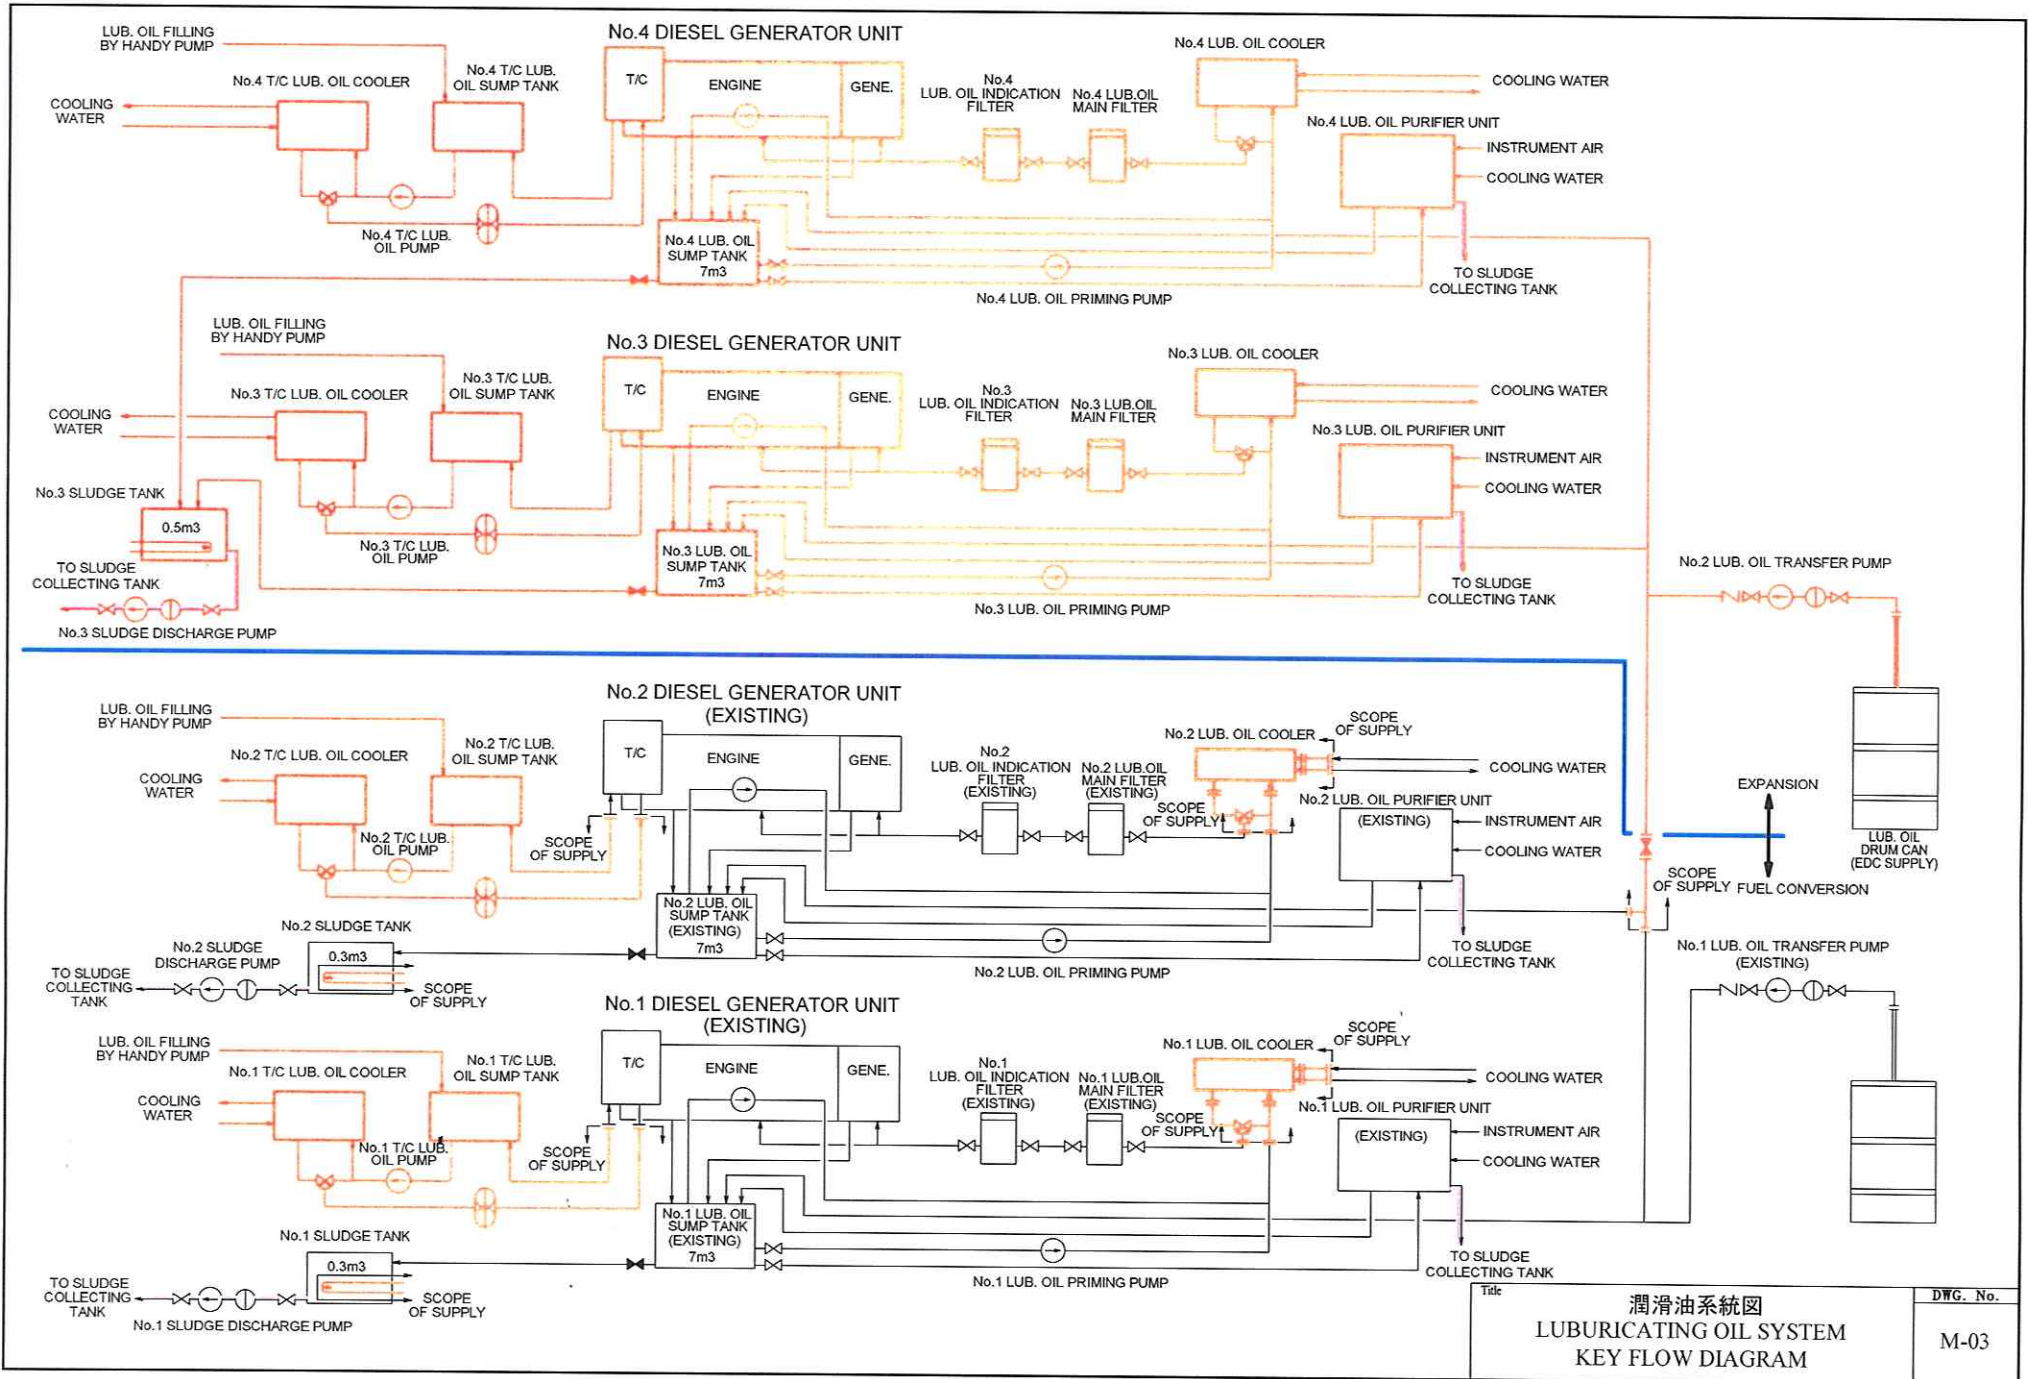 No.4 DIESEL GENERATOR UNIT
LUB. OIL FILLING
BY HANDY PUMP
No.4 T/C LUB. OIL COOLER
No.4 T/C LUB.
OIL SUMP TANK
COOLING
WATER
T/C
ENGINE
GENE.
No.4
LUB. OIL INDICATION
FILTER
No.4 LUB.OIL
MAIN FILTER
No.4 LUB. OIL COOLER
COOLING WATER
No.4 LUB. OIL PURIFIER UNIT
INSTRUMENT AIR
COOLING WATER
No.4 T/C LUB.
OIL PUMP
No.4 LUB. OIL
SUMP TANK
7m3
No.4 LUB. OIL PRIMING PUMP
TO SLUDGE
COLLECTING TANK
No.3 DIESEL GENERATOR UNIT
LUB. OIL FILLING
BY HANDY PUMP
No.3 T/C LUB. OIL COOLER
No.3 T/C LUB.
OIL SUMP TANK
COOLING
WATER
T/C
ENGINE
GENE.
No.3
LUB. OIL INDICATION
FILTER
No.3 LUB.OIL
MAIN FILTER
No.3 LUB. OIL COOLER
COOLING WATER
No.3 LUB. OIL PURIFIER UNIT
INSTRUMENT AIR
COOLING WATER
No.3 SLUDGE TANK
0.5m3
No.3 T/C LUB.
OIL PUMP
No.3 LUB. OIL
SUMP TANK
7m3
No.3 LUB. OIL PRIMING PUMP
TO SLUDGE
COLLECTING TANK
TO SLUDGE
COLLECTING TANK
No.3 SLUDGE DISCHARGE PUMP
No.2 LUB. OIL TRANSFER PUMP
No.2 DIESEL GENERATOR UNIT
(EXISTING)
LUB. OIL FILLING
BY HANDY PUMP
No.2 T/C LUB. OIL COOLER
No.2 T/C LUB.
OIL SUMP TANK
COOLING
WATER
T/C
ENGINE
GENE.
No.2
LUB. OIL INDICATION
FILTER
(EXISTING)
No.2 LUB.OIL
MAIN FILTER
(EXISTING)
No.2 LUB. OIL COOLER
SCOPE
OF SUPPLY
COOLING WATER
SCOPE
OF SUPPLY
No.2 LUB. OIL PURIFIER UNIT
(EXISTING)
INSTRUMENT AIR
COOLING WATER
No.2 T/C LUB.
OIL PUMP
SCOPE
OF SUPPLY
EXPANSION
LUB. OIL
DRUM CAN
(EDC SUPPLY)
SCOPE
OF SUPPLY
FUEL CONVERSION
No.2 LUB. OIL
SUMP TANK
(EXISTING)
7m3
No.2 LUB. OIL PRIMING PUMP
TO SLUDGE
COLLECTING TANK
No.2 SLUDGE TANK
0.3m3
No.2 SLUDGE
DISCHARGE PUMP
TO SLUDGE
COLLECTING
TANK
SCOPE
OF SUPPLY
No.1 LUB. OIL TRANSFER PUMP
(EXISTING)
No.1 DIESEL GENERATOR UNIT
(EXISTING)
LUB. OIL FILLING
BY HANDY PUMP
No.1 T/C LUB. OIL COOLER
No.1 T/C LUB.
OIL SUMP TANK
COOLING
WATER
T/C
ENGINE
GENE.
No.1
LUB. OIL INDICATION
FILTER
(EXISTING)
No.1 LUB.OIL
MAIN FILTER
(EXISTING)
No.1 LUB. OIL COOLER
SCOPE
OF SUPPLY
COOLING WATER
SCOPE
OF SUPPLY
No.1 LUB. OIL PURIFIER UNIT
(EXISTING)
INSTRUMENT AIR
COOLING WATER
No.1 T/C LUB.
OIL PUMP
SCOPE
OF SUPPLY
No.1 LUB. OIL
SUMP TANK
(EXISTING)
7m3
No.1 LUB. OIL PRIMING PUMP
TO SLUDGE
COLLECTING TANK
No.1 SLUDGE TANK
0.3m3
TO SLUDGE
COLLECTING
TANK
SCOPE
OF SUPPLY
No.1 SLUDGE DISCHARGE PUMP
Title
潤滑油系統図
LUBURICATING OIL SYSTEM
KEY FLOW DIAGRAM
DWG. No.
M-03